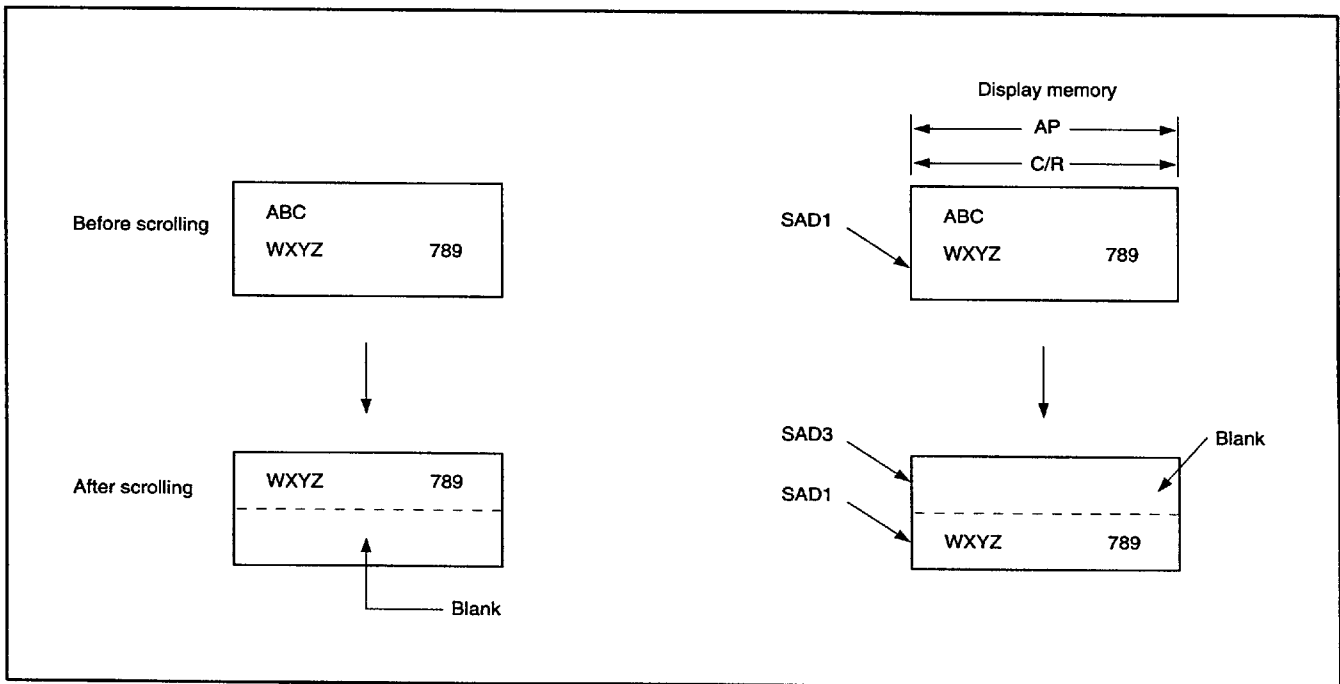 Display memory
AP
C/R
Before scrolling
ABC
WXYZ 789
SAD1
ABC
WXYZ 789
After scrolling
WXYZ 789
Blank
SAD3
SAD1
Blank
WXYZ 789